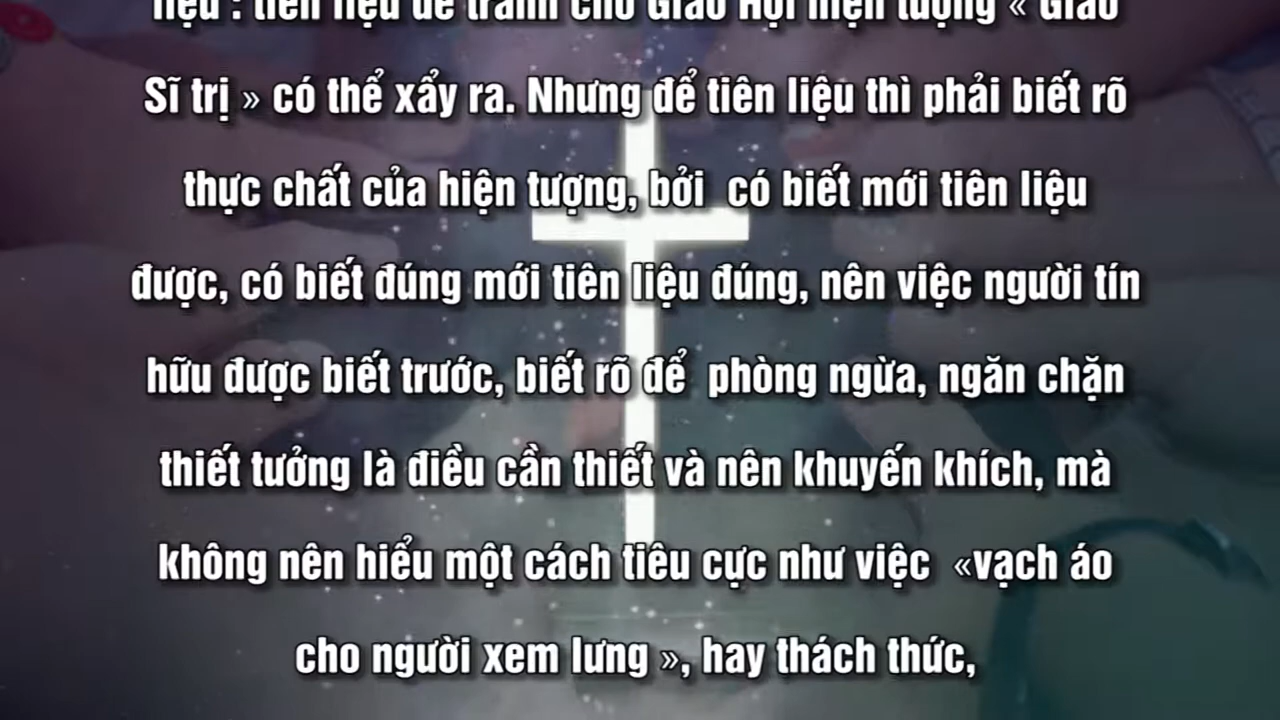 liệu : tiên liệu để tránh cho Giáo Hội hiện tượng « Giáo
Sĩ trị » có thể xẩy ra. Nhưng để tiên liệu thì phải biết rõ
thực chất của hiện tượng, bởi  có biết mới tiên liệu
được, có biết đúng mới tiên liệu đúng, nên việc người tín
hữu được biết trước, biết rõ để  phòng ngừa, ngăn chặn
thiết tưởng là điều cần thiết và nên khuyến khích, mà
không nên hiểu một cách tiêu cực như việc  «vạch áo
cho người xem lưng », hay thách thức,